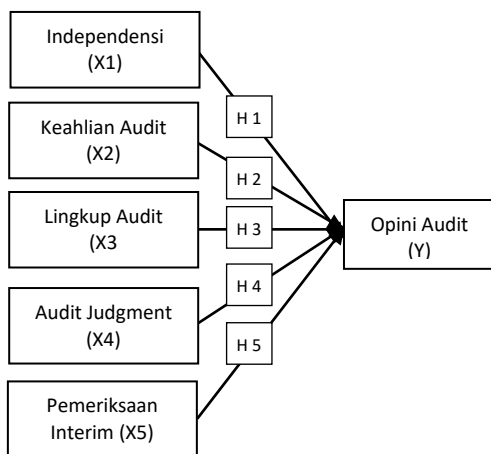 Independensi
(X1)
H 1
Keahlian Audit
(X2)
H 2
Lingkup Audit
(X3
H 3
Opini Audit
(Y)
Audit Judgment
(X4)
H 4
Pemeriksaan
Interim (X5)
H 5